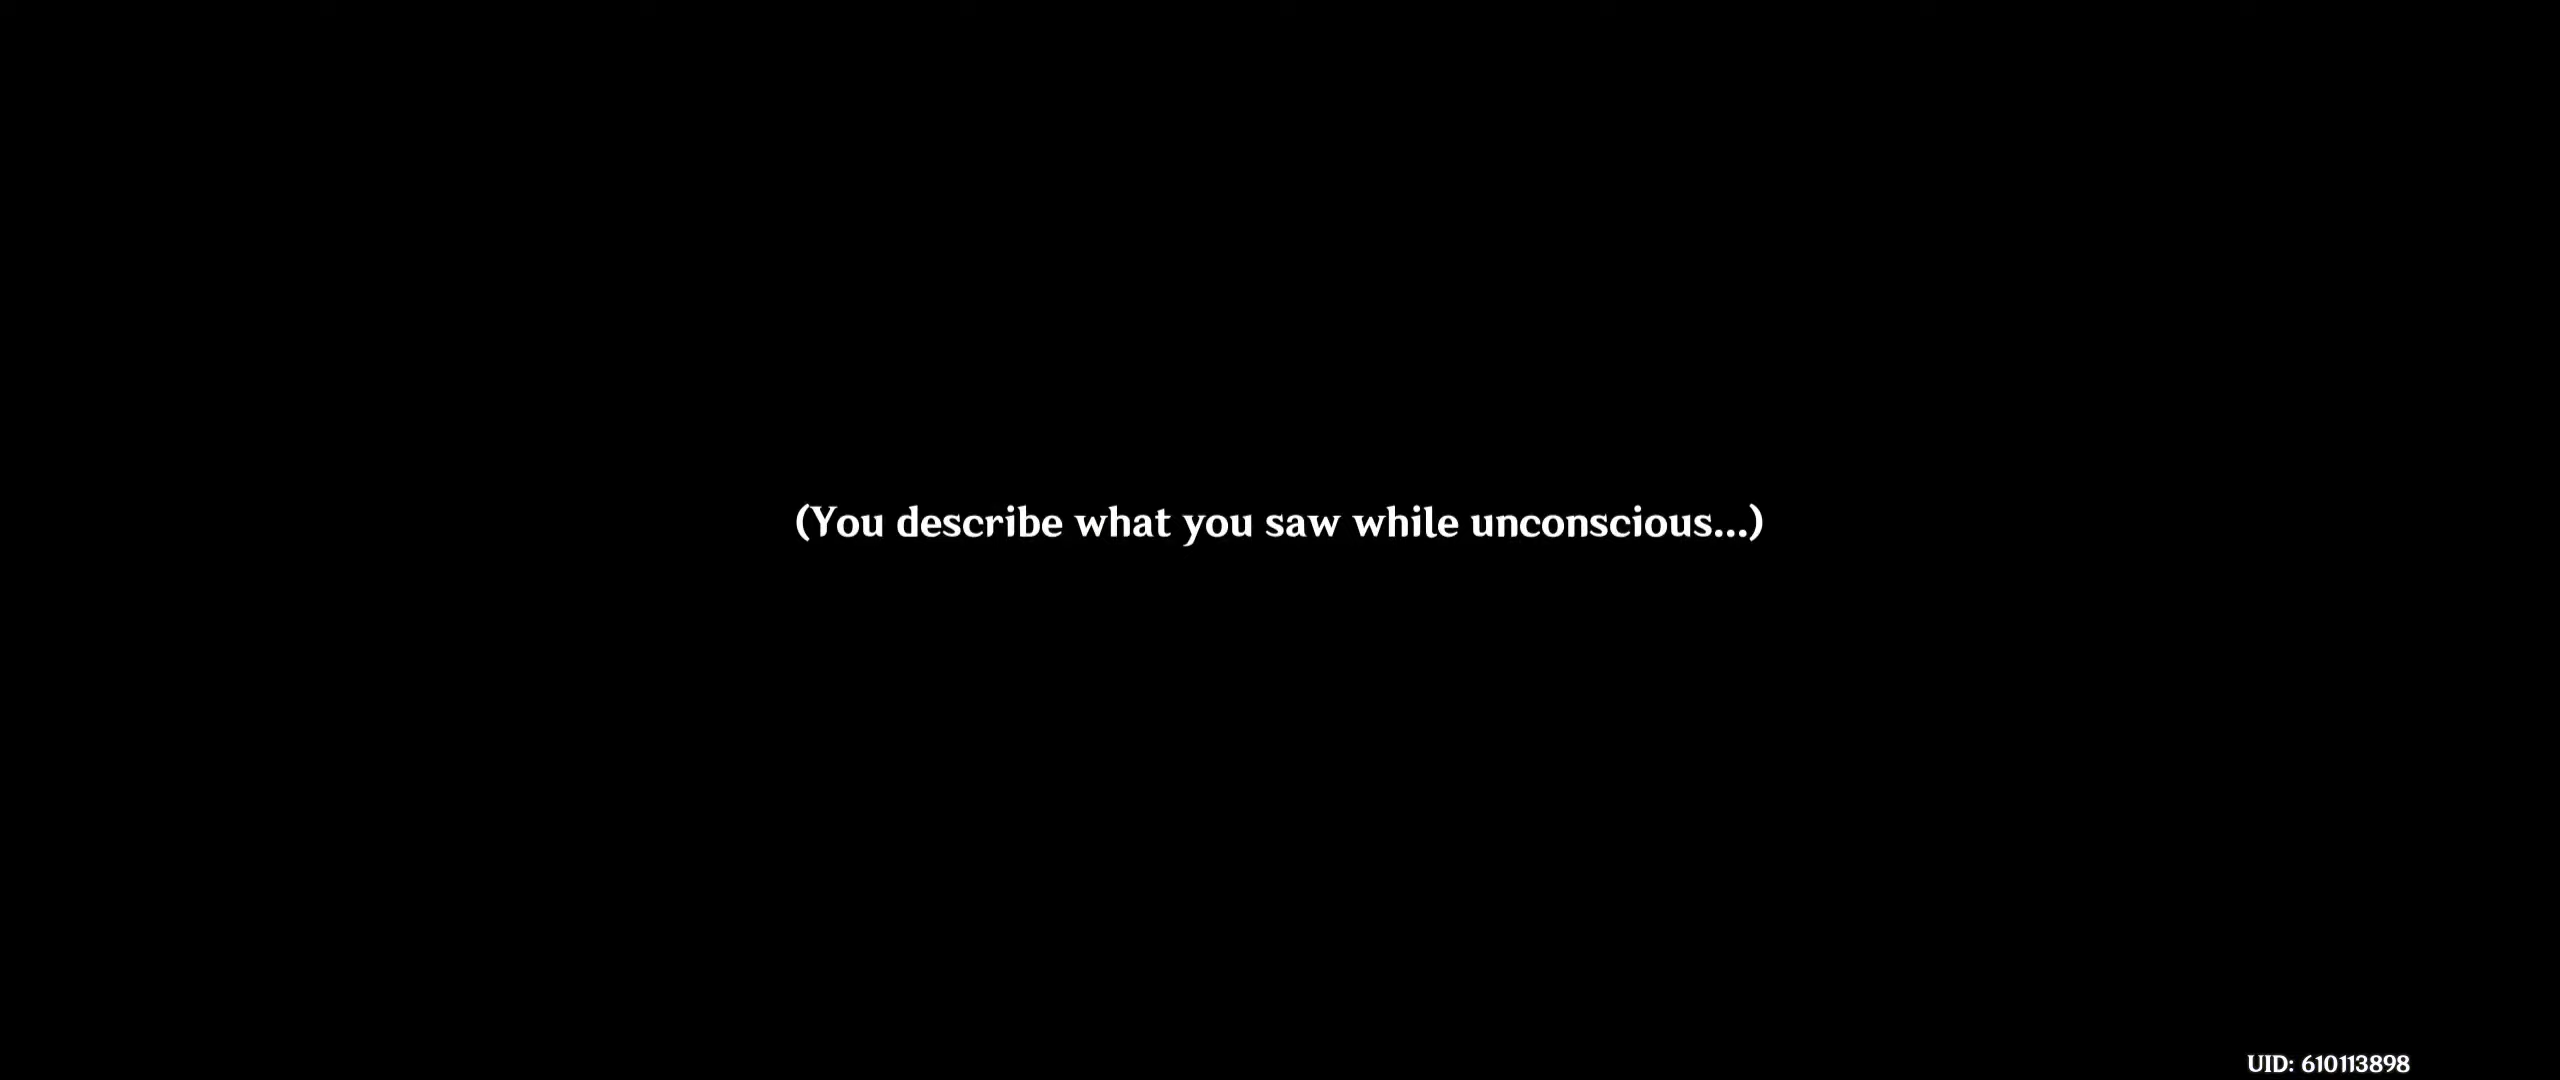 (You describe what you saw while unconscious...)
UID: 610113898